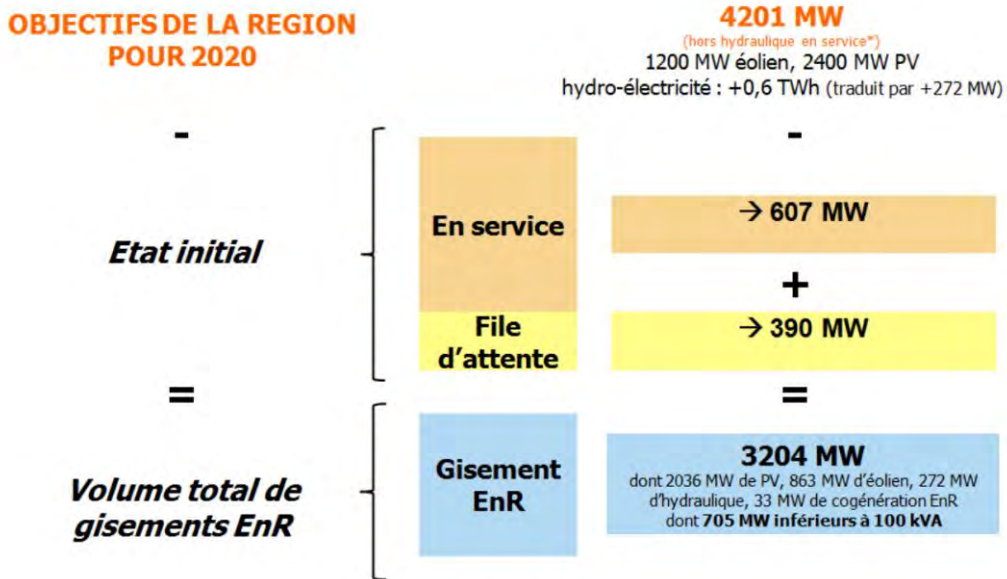 OBJECTIFS DE LA REGION
POUR 2020
4201 MW
(hors hydraulique en service*)
1200 MW éolien, 2400 MW PV
hydro-électricité : +0,6 TWh (traduit par +272 MW)
-
-
Etat initial
En service
→ 607 MW
+
File
d'attente
→ 390 MW
=
=
Volume total de
gisements EnR
Gisement
EnR
3204 MW
dont 2036 MW de PV, 863 MW d'éolien, 272 MW
d'hydraulique, 33 MW de cogénération EnR
dont 705 MW inférieurs à 100 kVA